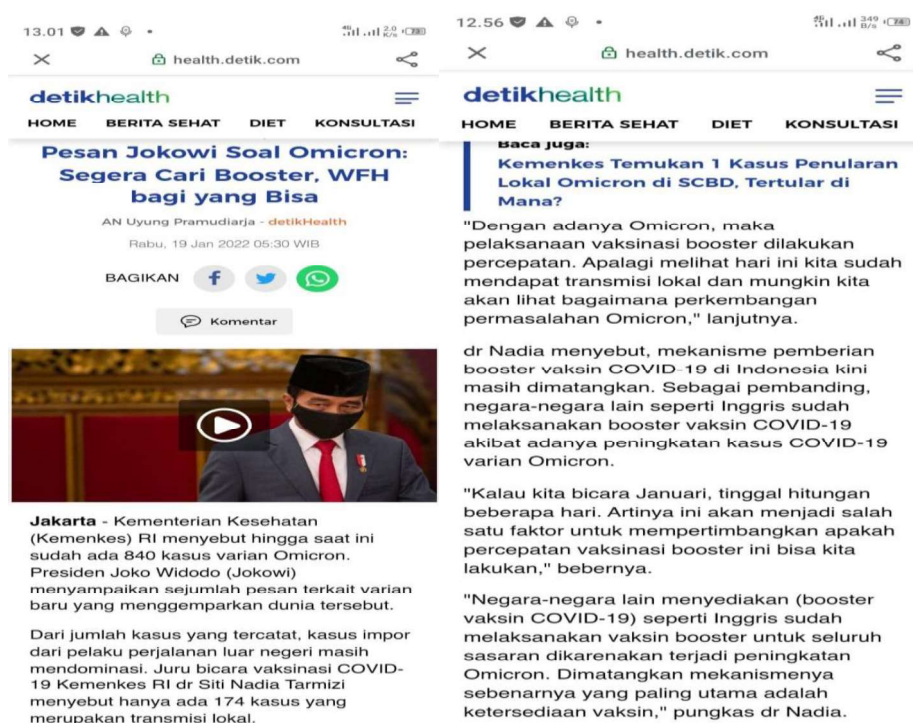 13.01
4G 2.0 K/s
health.detik.com
detikhealth
HOME BERITA SEHAT DIET KONSULTASI
Pesan Jokowi Soal Omicron:
Segera Cari Booster, WFH
bagi yang Bisa
AN Uyung Pramudiarja - detikHealth
Rabu, 19 Jan 2022 05:30 WIB
BAGIKAN
Komentar
Jakarta - Kementerian Kesehatan
(Kemenkes) RI menyebut hingga saat ini
sudah ada 840 kasus varian Omicron.
Presiden Joko Widodo (Jokowi)
menyampaikan sejumlah pesan terkait varian
baru yang menggemparkan dunia tersebut.
Dari jumlah kasus yang tercatat, kasus impor
dari pelaku perjalanan luar negeri masih
mendominasi. Juru bicara vaksinasi COVID-
19 Kemenkes RI dr Siti Nadia Tarmizi
menyebut hanya ada 174 kasus yang
merupakan transmisi lokal.
12.56
349 B/s
health.detik.com
detikhealth
HOME BERITA SEHAT DIET KONSULTASI
Baca juga:
Kemenkes Temukan 1 Kasus Penularan
Lokal Omicron di SCBD, Tertular di
Mana?
"Dengan adanya Omicron, maka
pelaksanaan vaksinasi booster dilakukan
percepatan. Apalagi melihat hari ini kita sudah
mendapat transmisi lokal dan mungkin kita
akan lihat bagaimana perkembangan
permasalahan Omicron," lanjutnya.
dr Nadia menyebut, mekanisme pemberian
booster vaksin COVID-19 di Indonesia kini
masih dimatangkan. Sebagai pembanding,
negara-negara lain seperti Inggris sudah
melaksanakan booster vaksin COVID-19
akibat adanya peningkatan kasus COVID-19
varian Omicron.
"Kalau kita bicara Januari, tinggal hitungan
beberapa hari. Artinya ini akan menjadi salah
satu faktor untuk mempertimbangkan apakah
percepatan vaksinasi booster ini bisa kita
lakukan," bebernya.
"Negara-negara lain menyediakan (booster
vaksin COVID-19) seperti Inggris sudah
melaksanakan vaksin booster untuk seluruh
sasaran dikarenakan terjadi peningkatan
Omicron. Dimatangkan mekanismenya
sebenarnya yang paling utama adalah
ketersediaan vaksin," pungkas dr Nadia.